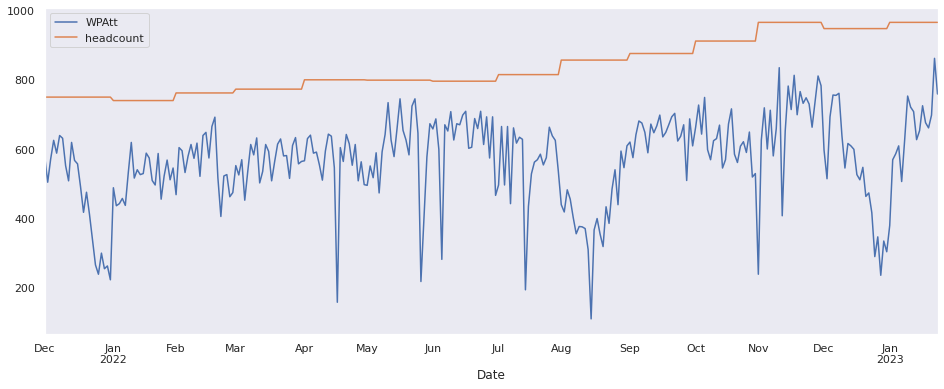 1000
WPAtt
headcount
800
600
400
200
Dec Jan Feb Mar Apr May Jun Jul Aug Sep Oct Nov Dec Jan
2022 2023
Date